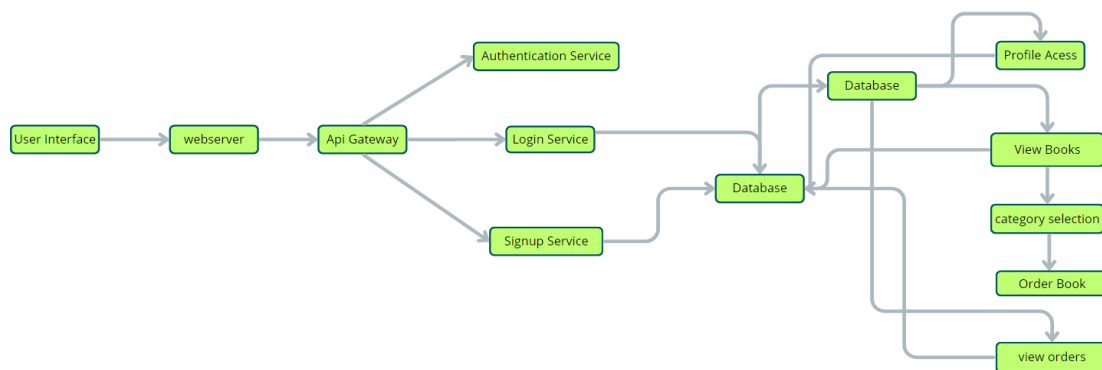 User Interface
webserver
Api Gateway
Authentication Service
Login Service
Signup Service
Database
Database
Profile Acess
View Books
category selection
Order Book
view orders